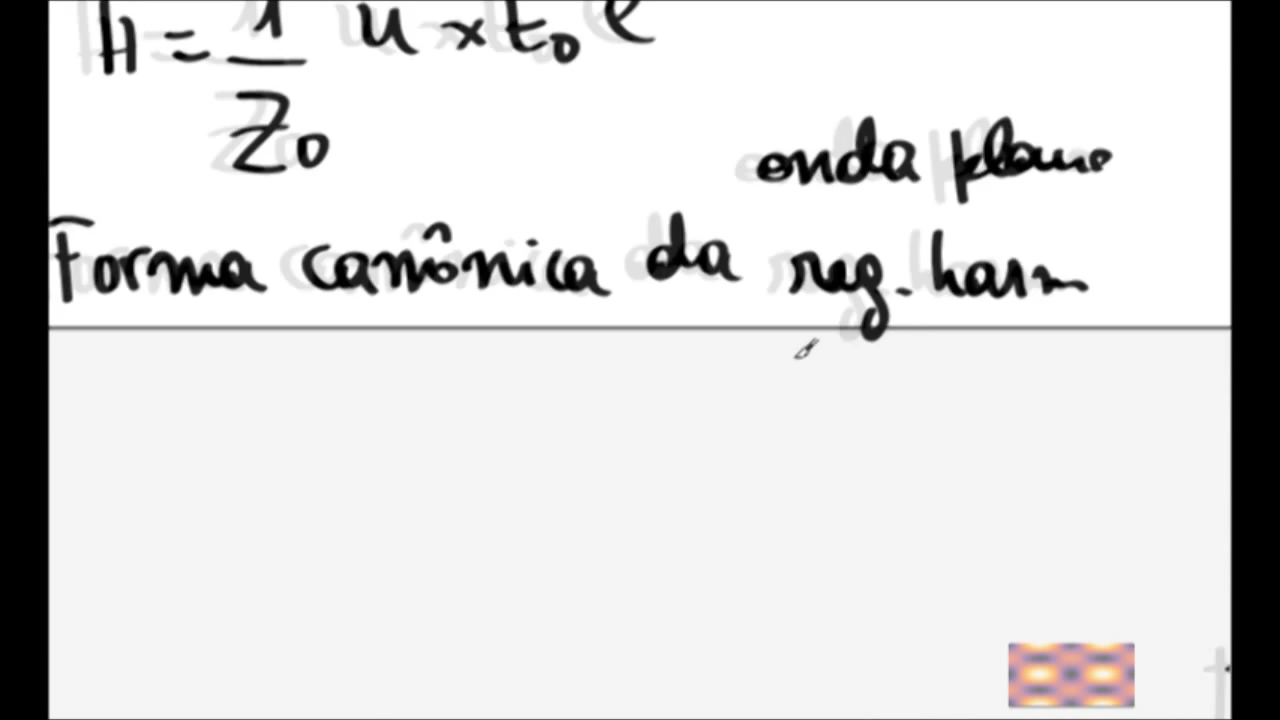 H = 1/Z₀ u × E₀ e
onda plana
Forma canônica da reg. harm